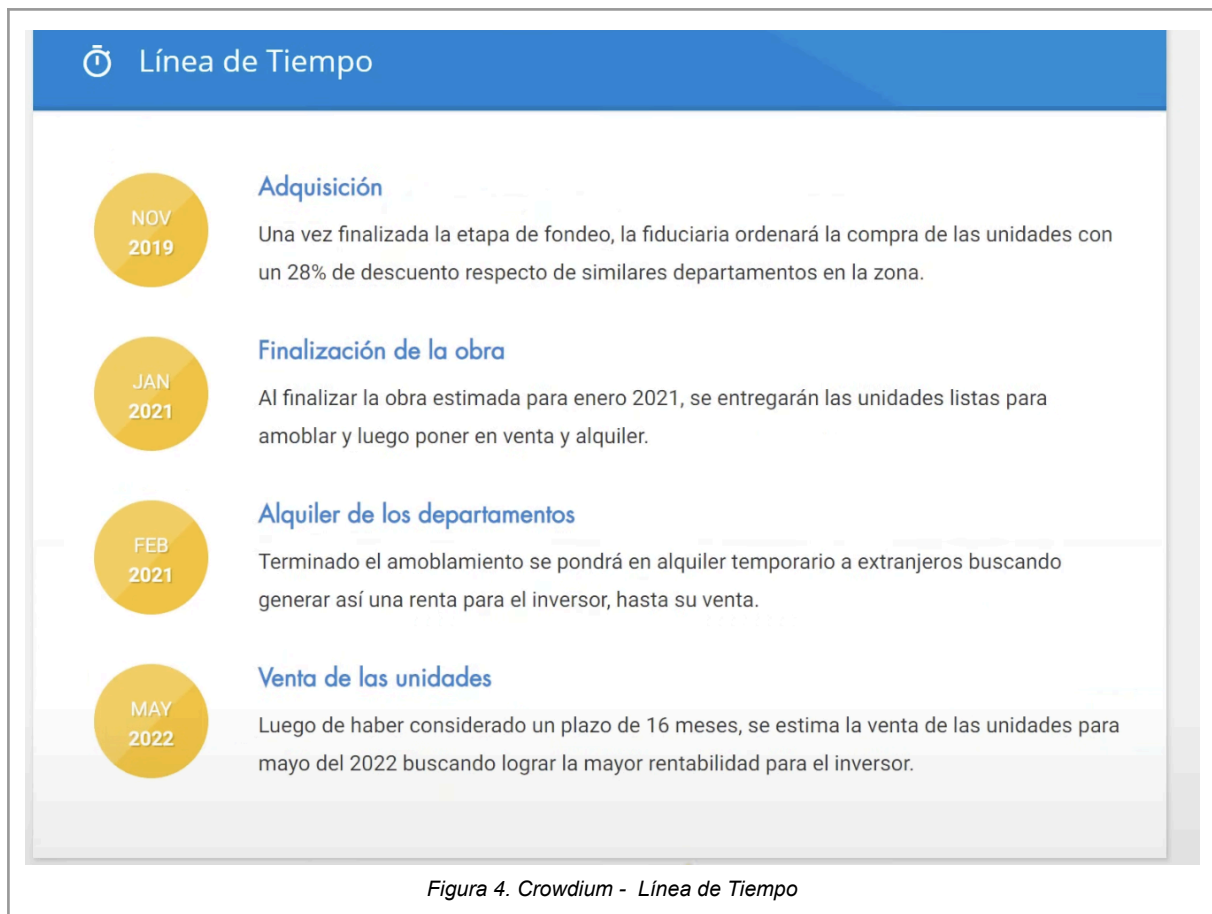 Línea de Tiempo
NOV
2019
Adquisición
Una vez finalizada la etapa de fondeo, la fiduciaria ordenará la compra de las unidades con
un 28% de descuento respecto de similares departamentos en la zona.
JAN
2021
Finalización de la obra
Al finalizar la obra estimada para enero 2021, se entregarán las unidades listas para
amoblar y luego poner en venta y alquiler.
FEB
2021
Alquiler de los departamentos
Terminado el amoblamiento se pondrá en alquiler temporario a extranjeros buscando
generar así una renta para el inversor, hasta su venta.
MAY
2022
Venta de las unidades
Luego de haber considerado un plazo de 16 meses, se estima la venta de las unidades para
mayo del 2022 buscando lograr la mayor rentabilidad para el inversor.
Figura 4. Crowdium - Línea de Tiempo